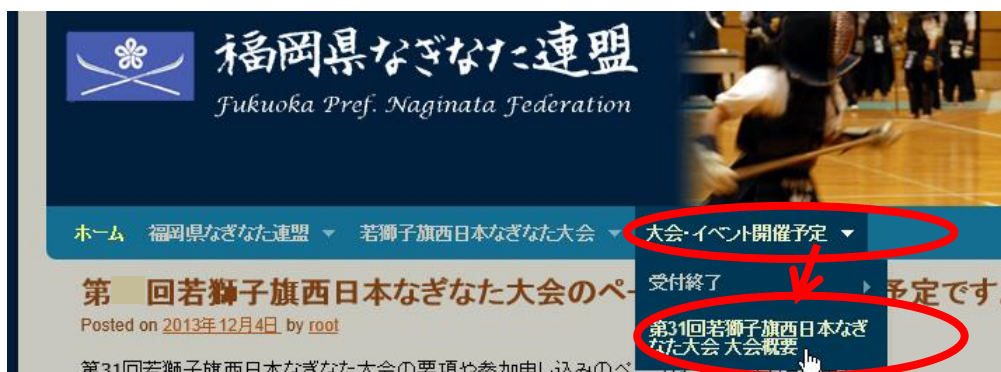 福岡県なぎなた連盟
Fukuoka Pref. Naginata Federation
ホーム 福岡県なぎなた連盟 若獅子旗西日本なぎなた大会 大会・イベント開催予定
受付終了
第31回若獅子旗西日本なぎ
なた大会 大会概要
第 回若獅子旗西日本なぎなた大会のペー 予定です
Posted on 2013年12月4日 by root
第31回若獅子旗西日本なぎなた大会の要項や参加申し込みのペ